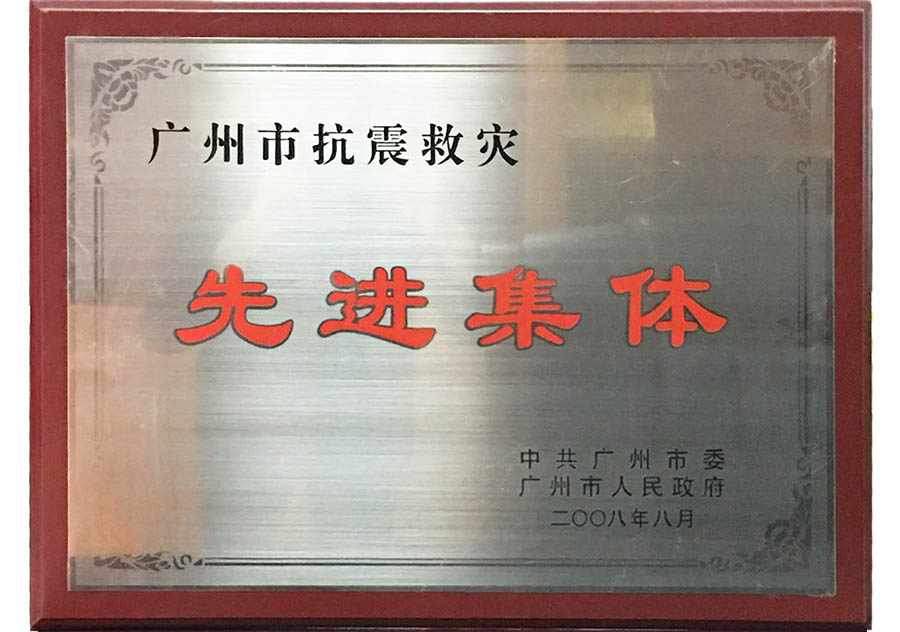 广州市抗震救灾
先进集体
中共广州市委
广州市人民政府
二〇〇八年八月